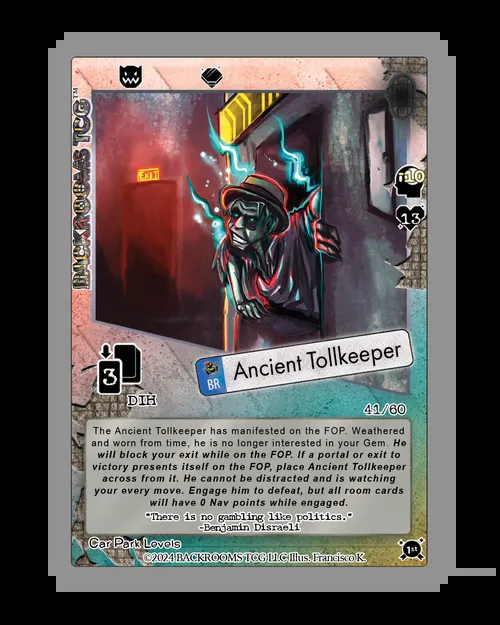 BACKROOMS TCG™
EXIT
TELO
13
3
DIH
BR
Ancient Tollkeeper
41/60
The Ancient Tollkeeper has manifested on the FOP. Weathered
and worn from time, he is no longer interested in your Gem. He
will block your exit while on the FOP. If a portal or exit to
victory presents itself on the FOP, place Ancient Tollkeeper
across from it. He cannot be distracted and is watching
your every move. Engage him to defeat, but all room cards
will have 0 Nav points while engaged.
"There is no gambling like politics."
-Benjamin Disraeli
Car Park Levels
©2024 BACKROOMS TCG LLC Illus. Francisco K.
1st